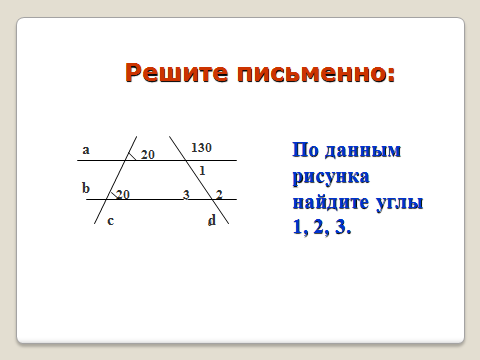 Решите письменно:
a 20 130
1
b 20 3 2
c d
По данным
рисунка
найдите углы
1, 2, 3.